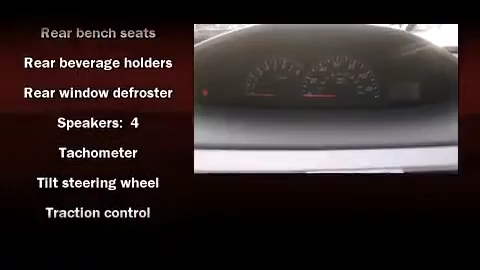 Rear bench seats
Rear beverage holders
Rear window defroster
Speakers:  4
Tachometer
Tilt steering wheel
Traction control